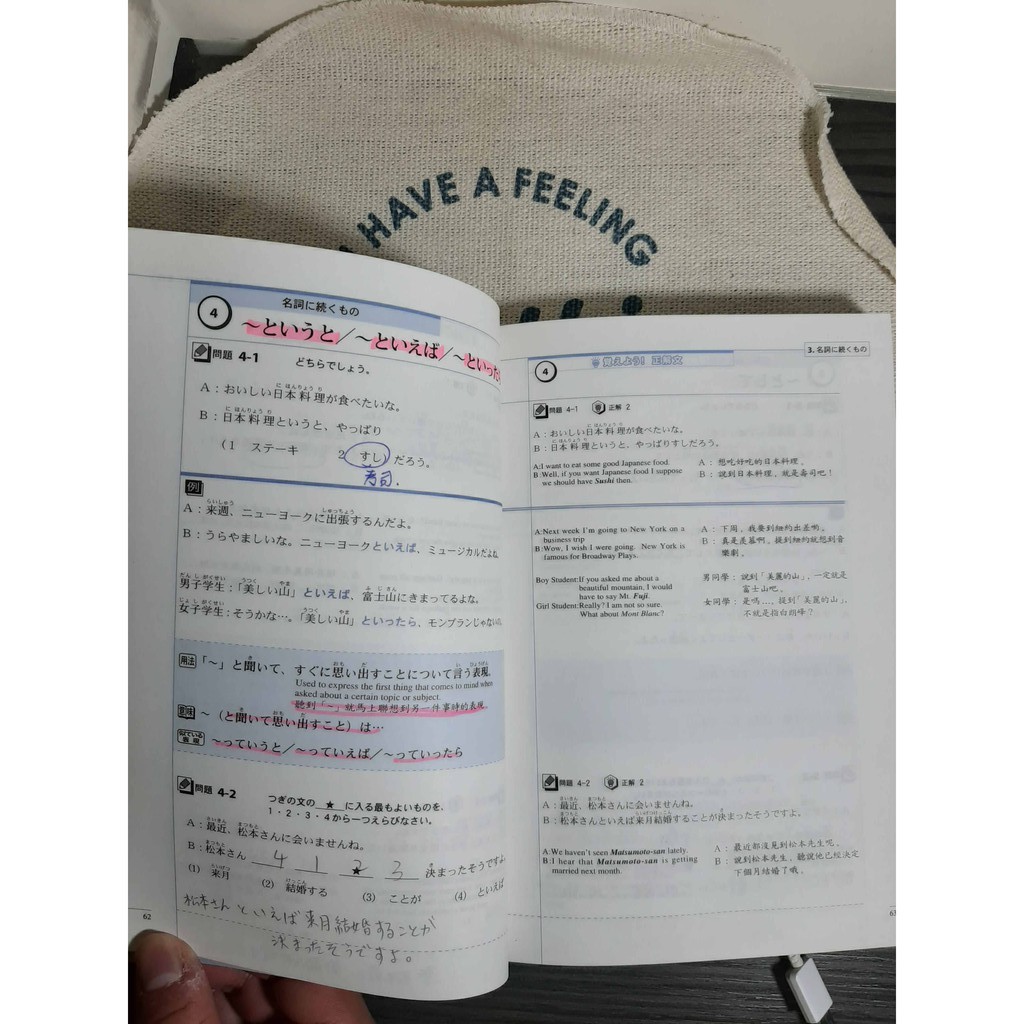 I HAVE A FEELING
4
名詞に続くもの
～というと／～といえば／～といった
問題 4-1 どちらでしょう。
A：おいしい日本料理が食べたいな。
B：日本料理というと、やっぱり
（1 ステーキ 2 すし）だろう。
寿司.
例
A：来週、ニューヨークに出張するんだよ。
B：うらやましいな。ニューヨークといえば、ミュージカルだよね。
男子学生：「美しい山」といえば、富士山にきまってるよな。
女子学生：そうかな…。「美しい山」といったら、モンブランじゃない
用法 「～」と聞いて、すぐに思い出すことについて言う表現。
Used to express the first thing that comes to mind when
asked about a certain topic or subject.
聽到「～」就馬上聯想到另一件事時的表現。
意味 ～（と聞いて思い出すこと）は…
似ている表現 ～っていうと／～っていえば／～っていったら
問題 4-2 つぎの文の ★ に入る最もよいものを、
1・2・3・4から一つえらびなさい。
A：最近、松本さんに会いませんね。
B：松本さん 4 1 2 ★ 3 決まったそうですよ
(1) 来月 (2) 結婚する (3) ことが (4) といえば
松本さんといえば来月結婚することが
決まったそうですよ。
62
3. 名詞に続くもの
4
覚えよう！正解文
問題 4-1 正解 2
A：おいしい日本料理が食べたいな。
B：日本料理というと、やっぱりすしだろう。
A:I want to eat some good Japanese food.
B:Well, if you want Japanese food I suppose
we should have Sushi then.
A：想吃好吃的日本料理。
B：說到日本料理，就是壽司吧！
A:Next week I'm going to New York on a
business trip
B:Wow, I wish I were going. New York is
famous for Broadway Plays.
A：下周，我要到紐約出差喲。
B：真是羨慕啊，提到紐約就想到音
樂劇。
Boy Student:If you asked me about a
beautiful mountain, I would
have to say Mt. Fuji.
Girl Student:Really? I am not so sure.
What about Mont Blanc?
男同學：說到「美麗的山」，一定就是
富士山吧。
女同學：是嗎…，提到「美麗的山」，
不就是指白朗峰？
問題 4-2 正解 2
A：最近、松本さんに会いませんね。
B：松本さんといえば来月結婚することが決まったそうですよ。
A:We haven't seen Matsumoto-san lately.
B:I hear that Matsumoto-san is getting
married next month.
A：最近都沒見到松本先生呢。
B：說到松本先生，聽說他已經決定
下個月結婚了哦。
63